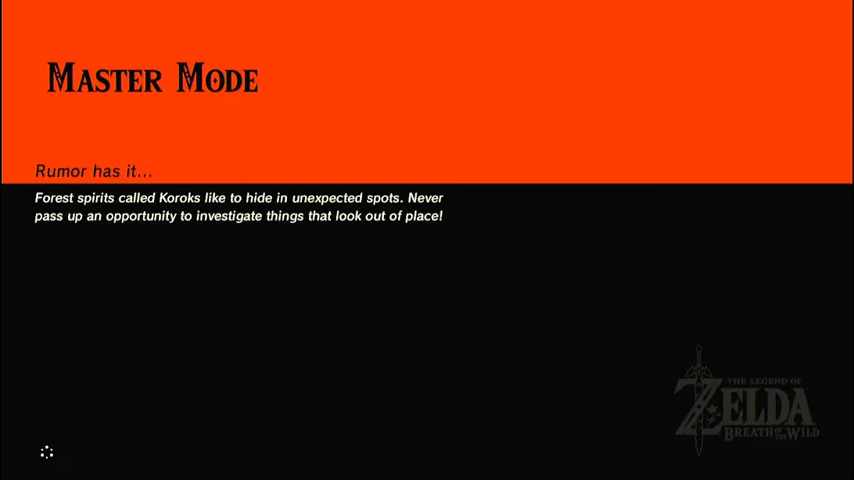 Master Mode
Rumor has it...
Forest spirits called Koroks like to hide in unexpected spots. Never
pass up an opportunity to investigate things that look out of place!
THE LEGEND OF
ZELDA
BREATH OF THE WILD